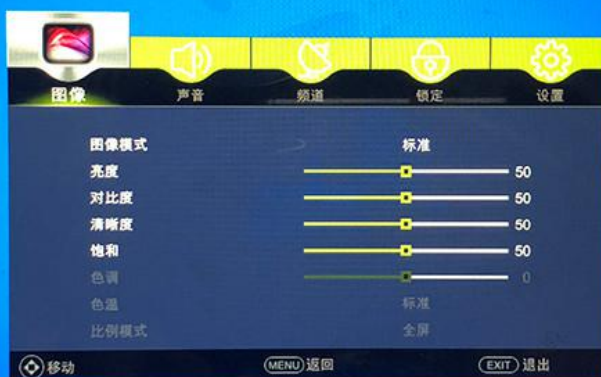 图像 声音 频道 锁定 设置
图像模式 标准
亮度 50
对比度 50
清晰度 50
饱和 50
色调 0
色温 标准
比例模式 全屏
移动 MENU 返回 EXIT 退出